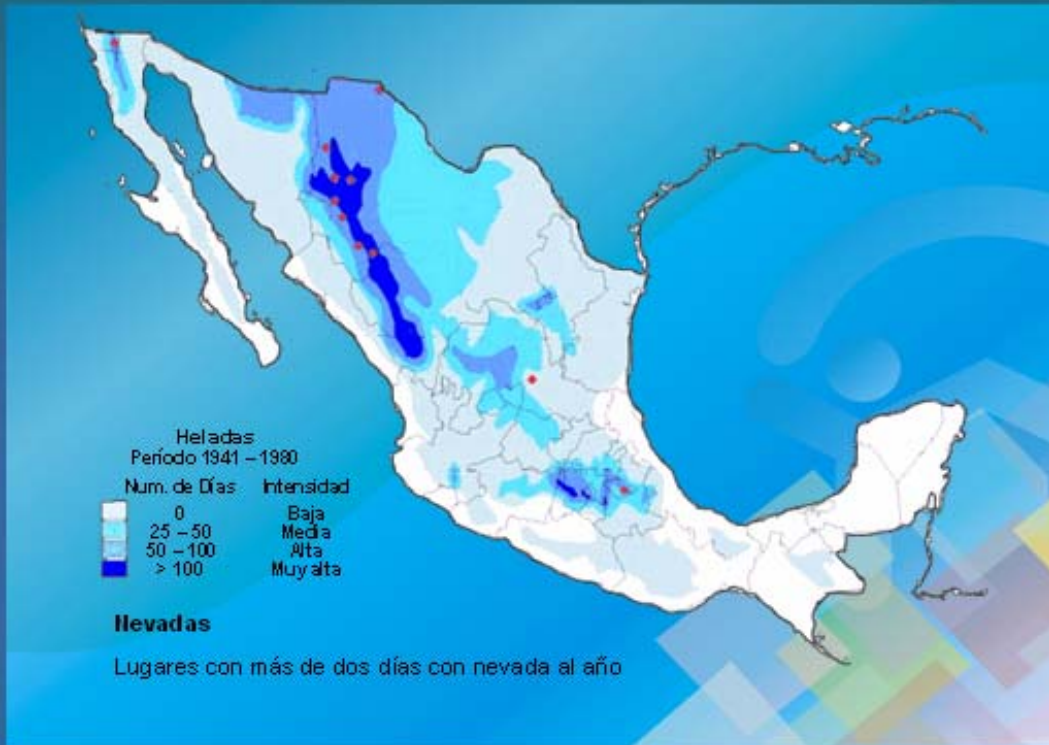 Heladas
Período 1941 – 1980
Num. de Días Intensidad
0 Baja
25 – 50 Media
50 – 100 Alta
> 100 Muy alta
Nevadas
Lugares con más de dos días con nevada al año